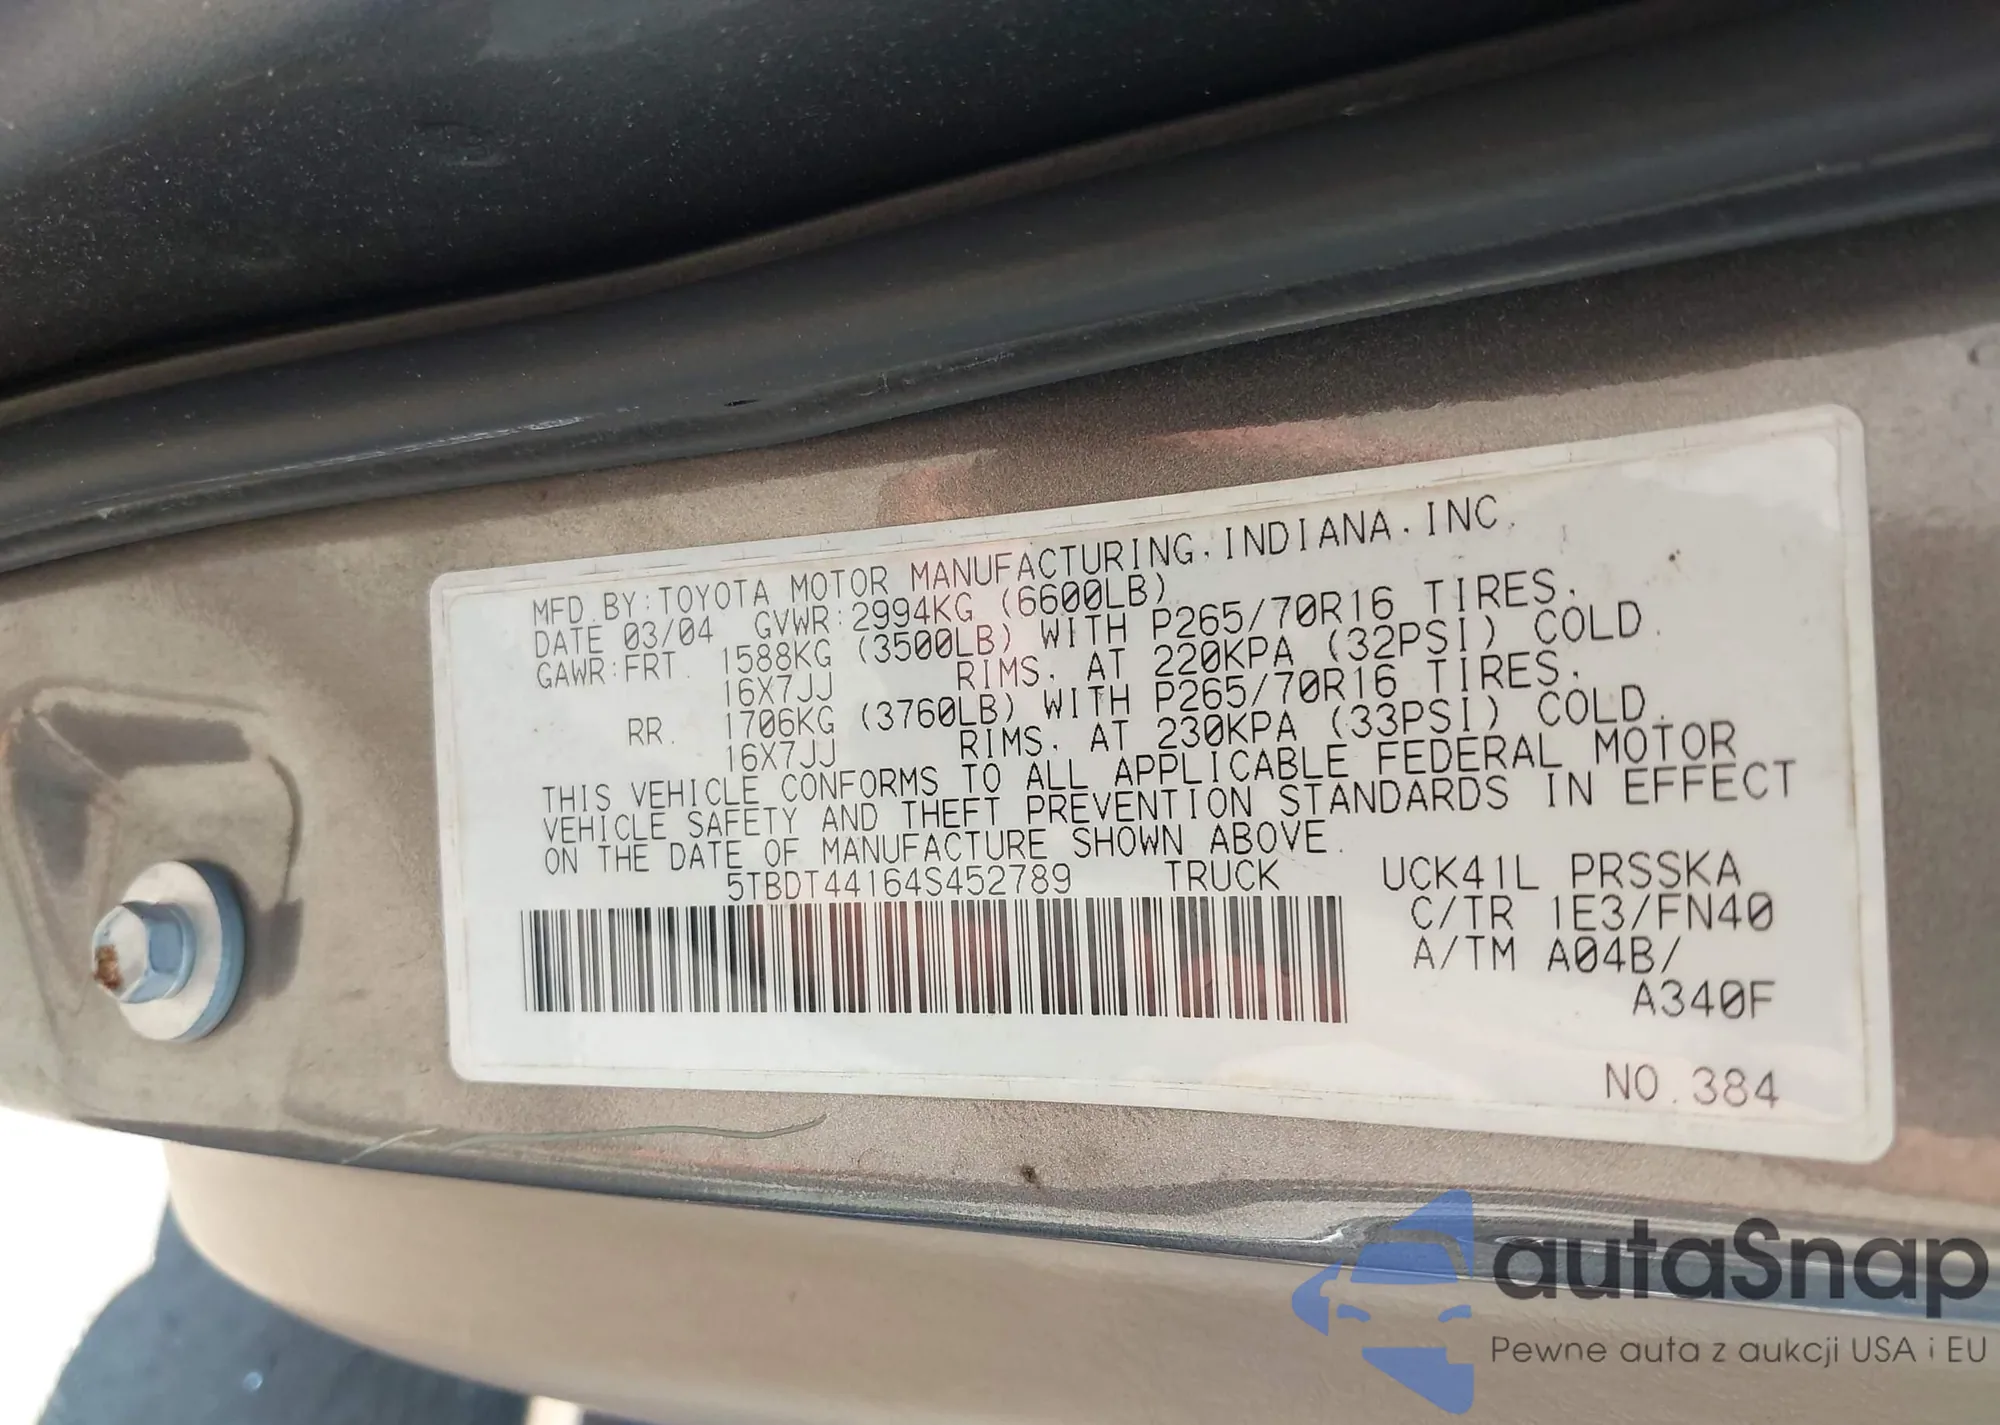 MFD.BY:TOYOTA MOTOR MANUFACTURING,INDIANA,INC.
DATE 03/04 GVWR:2994KG (6600LB)
GAWR:FRT. 1588KG (3500LB) WITH P265/70R16 TIRES.
16X7JJ RIMS. AT 220KPA (32PSI) COLD.
RR. 1706KG (3760LB) WITH P265/70R16 TIRES.
16X7JJ RIMS. AT 230KPA (33PSI) COLD.
THIS VEHICLE CONFORMS TO ALL APPLICABLE FEDERAL MOTOR
VEHICLE SAFETY AND THEFT PREVENTION STANDARDS IN EFFECT
ON THE DATE OF MANUFACTURE SHOWN ABOVE.
5TBDT44164S452789 TRUCK UCK41L PRSSKA
C/TR 1E3/FN40
A/TM A04B/
A340F
NO.384
autaSnap
Pewne auta z aukcji USA i EU